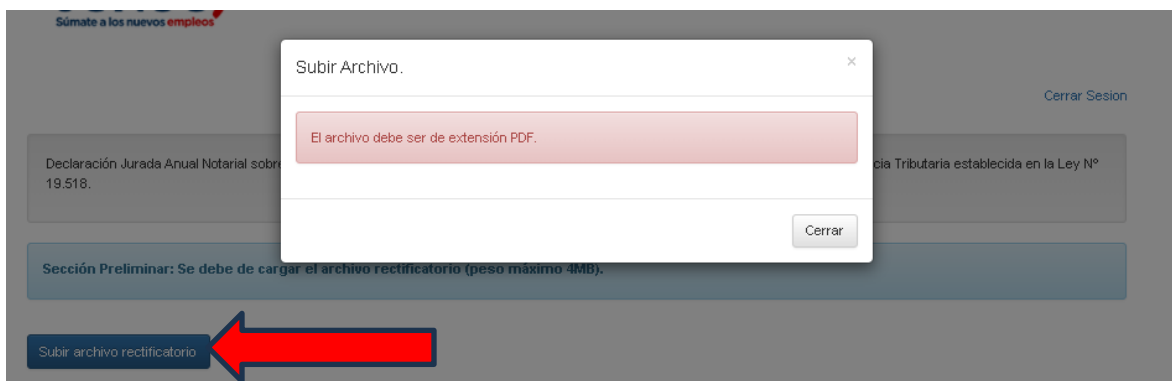 Súmate a los nuevos empleos
Subir Archivo.
×
Cerrar Sesion
El archivo debe ser de extensión PDF.
Declaración Jurada Anual Notarial sobre
cia Tributaria establecida en la Ley Nº
19.518.
Cerrar
Sección Preliminar: Se debe de cargar el archivo rectificatorio (peso máximo 4MB).
Subir archivo rectificatorio